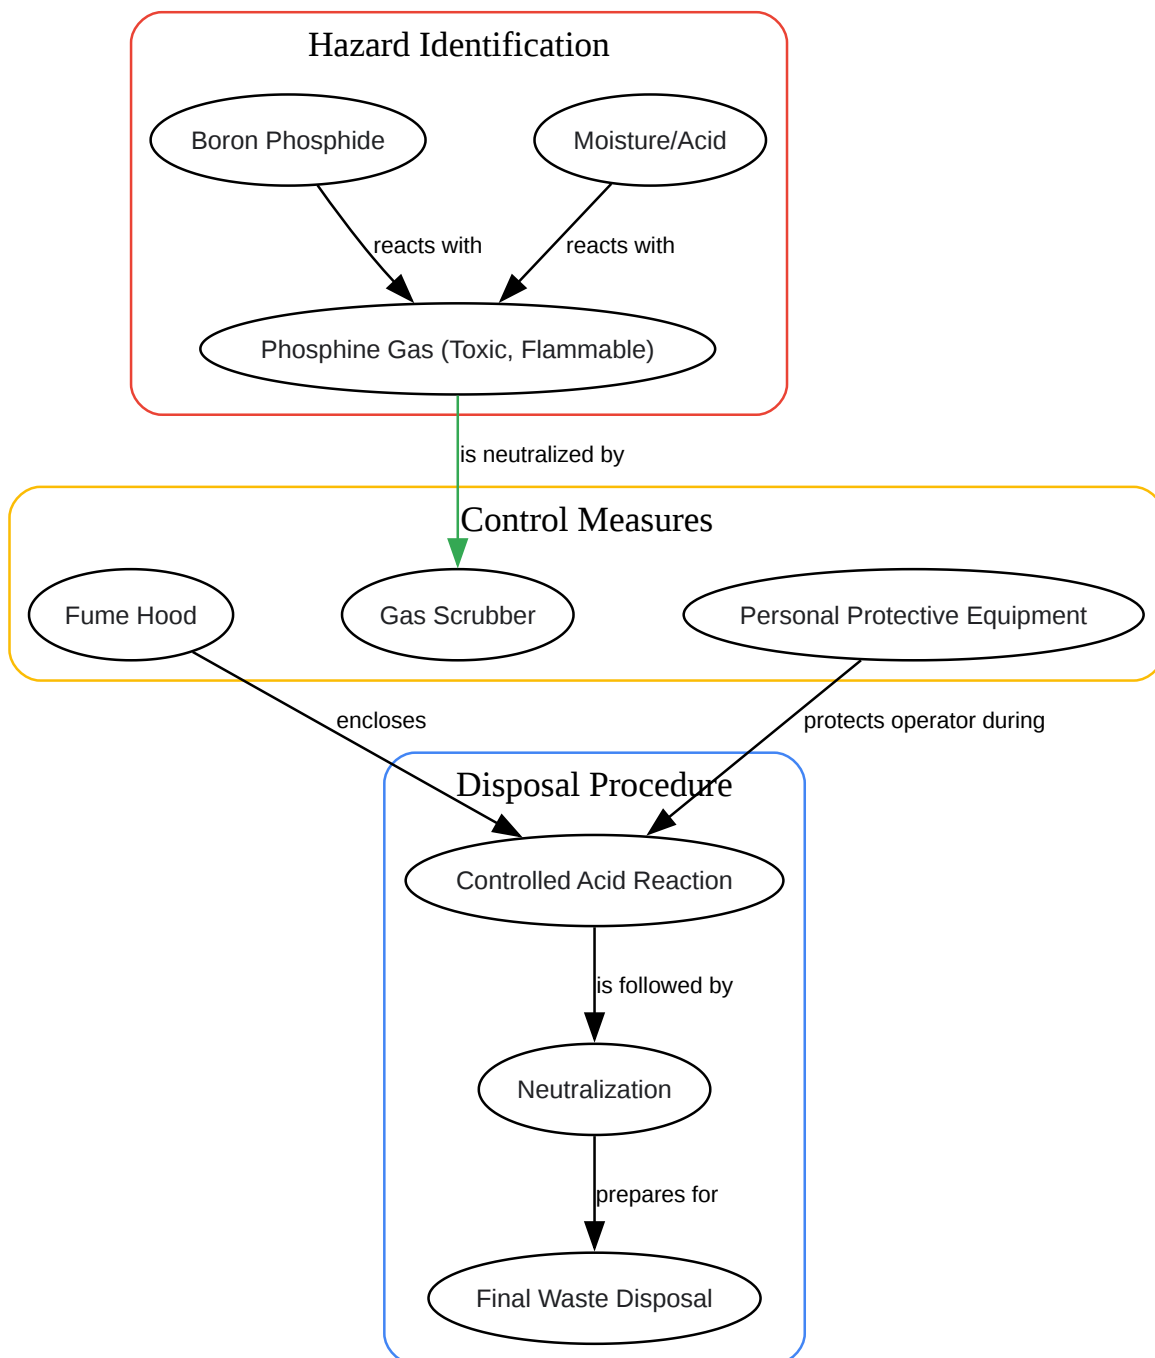 Hazard Identification
Boron Phosphide
Moisture/Acid
reacts with
reacts with
Phosphine Gas (Toxic, Flammable)
is neutralized by
Control Measures
Fume Hood
Gas Scrubber
Personal Protective Equipment
encloses
protects operator during
Disposal Procedure
Controlled Acid Reaction
is followed by
Neutralization
prepares for
Final Waste Disposal